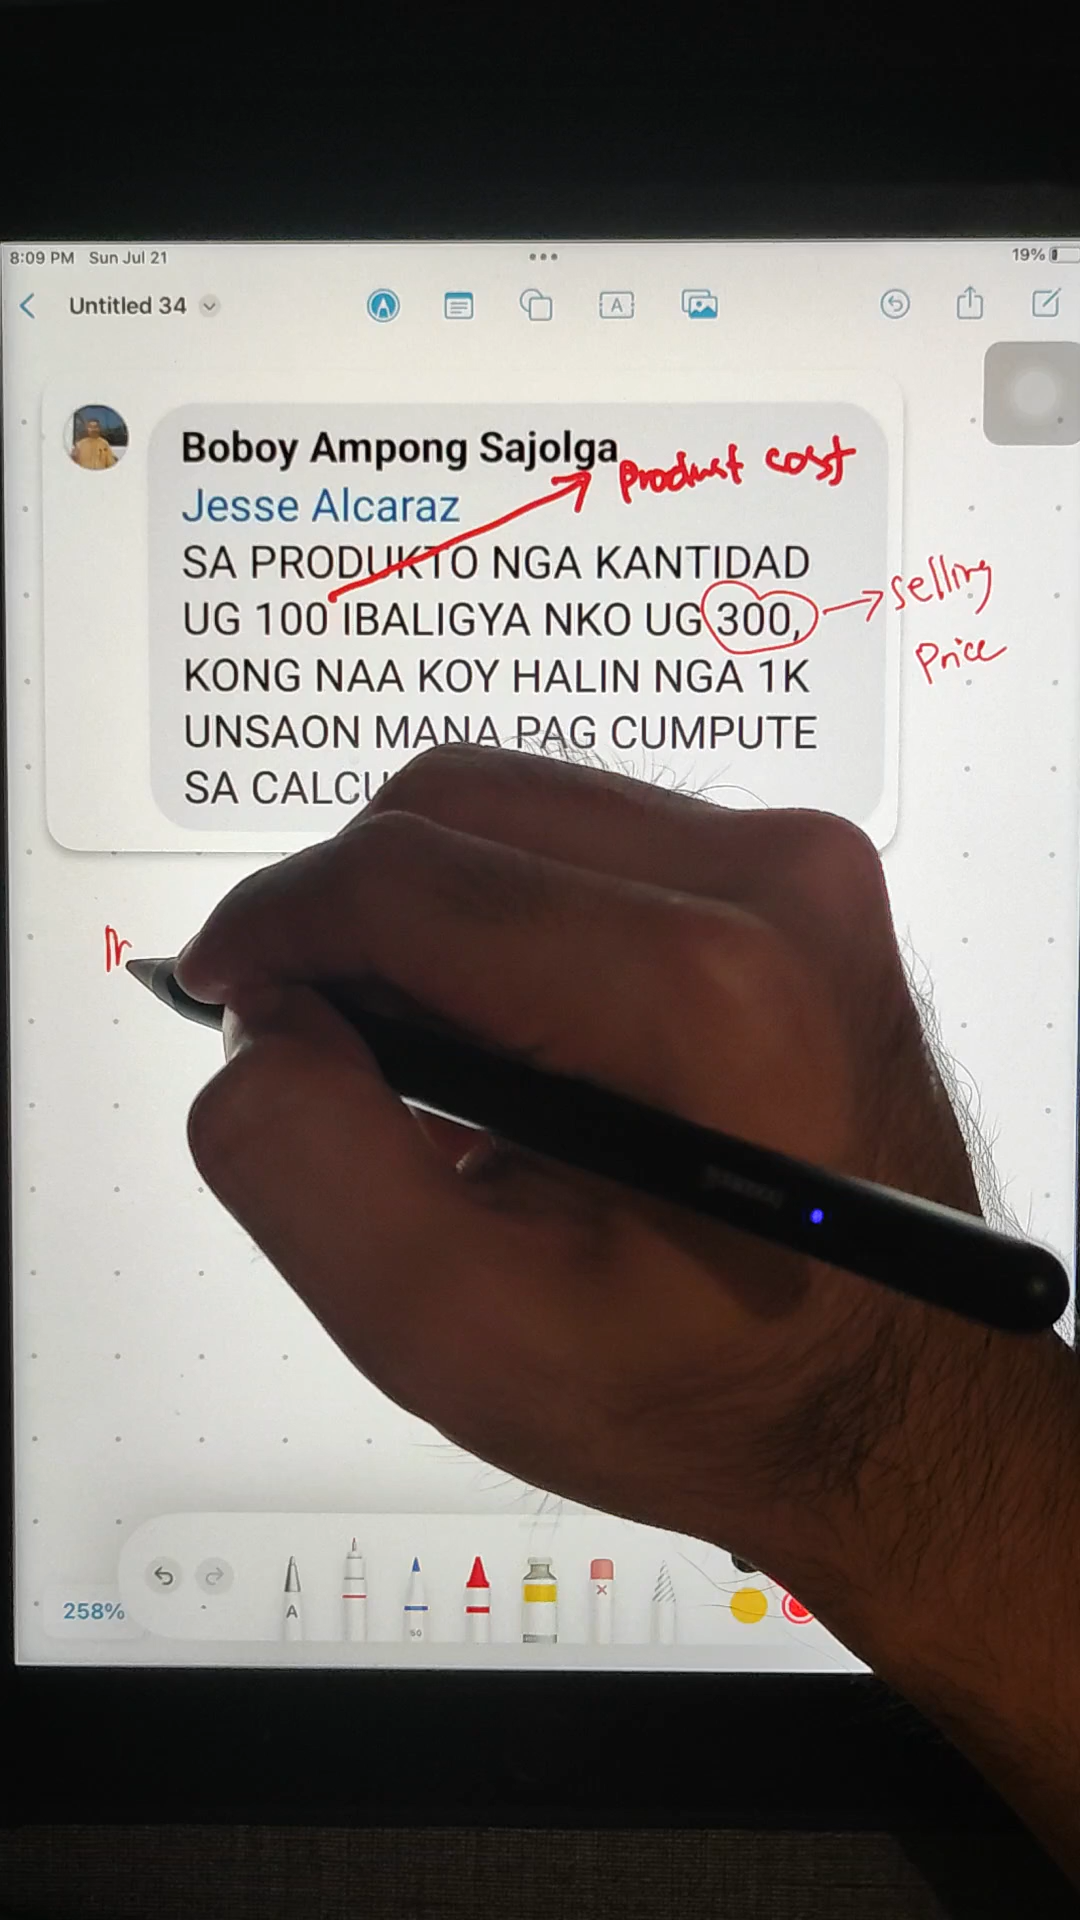 8:09 PM Sun Jul 21
19%
Untitled 34
Boboy Ampong Sajolga
product cost
Jesse Alcaraz
SA PRODUKTO NGA KANTIDAD
UG 100 IBALIGYA NKO UG 300,
selling
price
KONG NAA KOY HALIN NGA 1K
UNSAON MANA PAG CUMPUTE
SA
A
50
258%